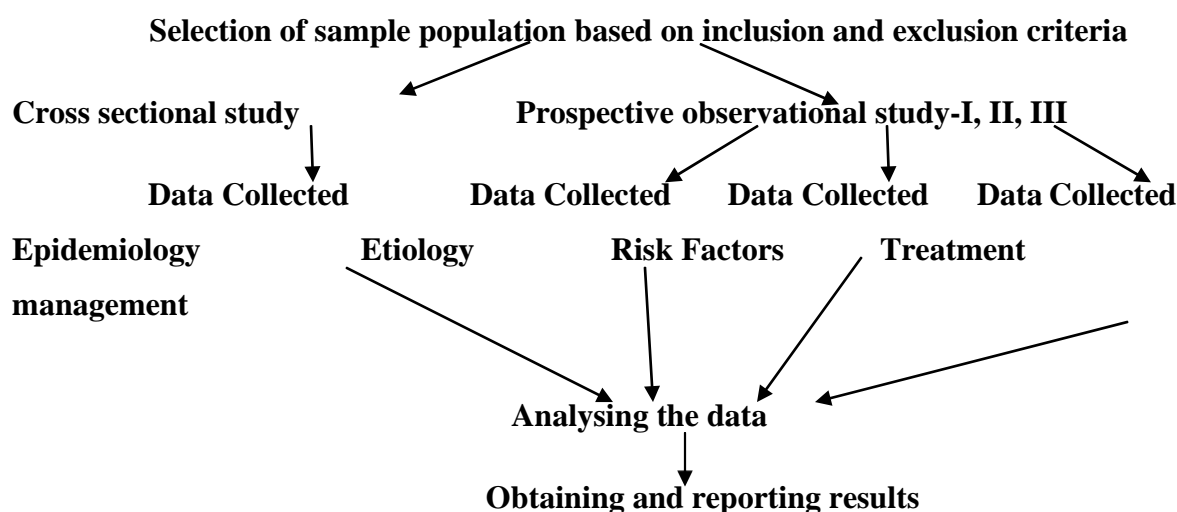 Selection of sample population based on inclusion and exclusion criteria
Cross sectional study Prospective observational study-I, II, III
Data Collected Data Collected Data Collected Data Collected
Epidemiology Etiology Risk Factors Treatment
management
Analysing the data
Obtaining and reporting results